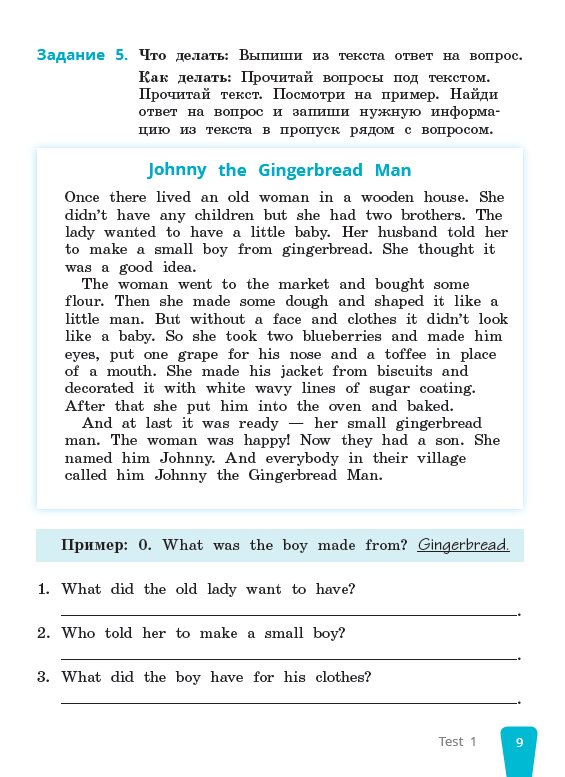 Задание 5. Что делать: Выпиши из текста ответ на вопрос.
Как делать: Прочитай вопросы под текстом.
Прочитай текст. Посмотри на пример. Найди
ответ на вопрос и запиши нужную информа-
цию из текста в пропуск рядом с вопросом.
Johnny the Gingerbread Man
Once there lived an old woman in a wooden house. She
didn't have any children but she had two brothers. The
lady wanted to have a little baby. Her husband told her
to make a small boy from gingerbread. She thought it
was a good idea.
The woman went to the market and bought some
flour. Then she made some dough and shaped it like a
little man. But without a face and clothes it didn't look
like a baby. So she took two blueberries and made him
eyes, put one grape for his nose and a toffee in place
of a mouth. She made his jacket from biscuits and
decorated it with white wavy lines of sugar coating.
After that she put him into the oven and baked.
And at last it was ready — her small gingerbread
man. The woman was happy! Now they had a son. She
named him Johnny. And everybody in their village
called him Johnny the Gingerbread Man.
Пример: 0. What was the boy made from? Gingerbread.
1. What did the old lady want to have?
.
2. Who told her to make a small boy?
.
3. What did the boy have for his clothes?
.
Test 1 9